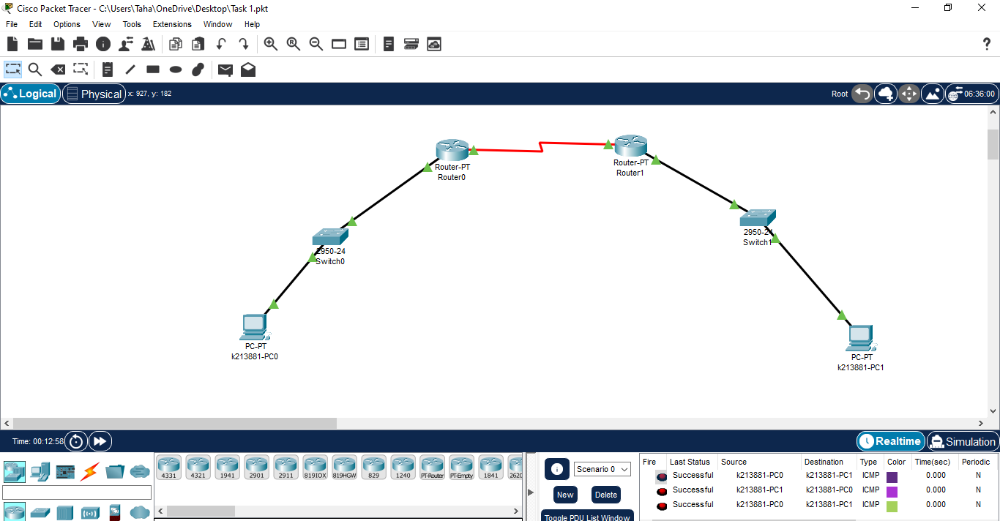 Cisco Packet Tracer - C:\Users\Taha\OneDrive\Desktop\Task 1.pkt
File Edit Options View Tools Extensions Window Help
Logical Physical x: 927, y: 182 Root 06:36:00
Router-PT
Router0
Router-PT
Router1
2950-24
Switch0
2950-24
Switch1
PC-PT
k213881-PC0
PC-PT
k213881-PC1
Time: 00:12:58 Realtime Simulation
4331 4321 1941 2901 2911 819IOX 819HGW 829 1240 PT-Router PT-Empty 1841 2620
Scenario 0
New Delete
Toggle PDU List Window
Fire Last Status Source Destination Type Color Time(sec) Periodic
Successful k213881-PC0 k213881-PC1 ICMP 0.000 N
Successful k213881-PC1 k213881-PC0 ICMP 0.000 N
Successful k213881-PC0 k213881-PC1 ICMP 0.000 N